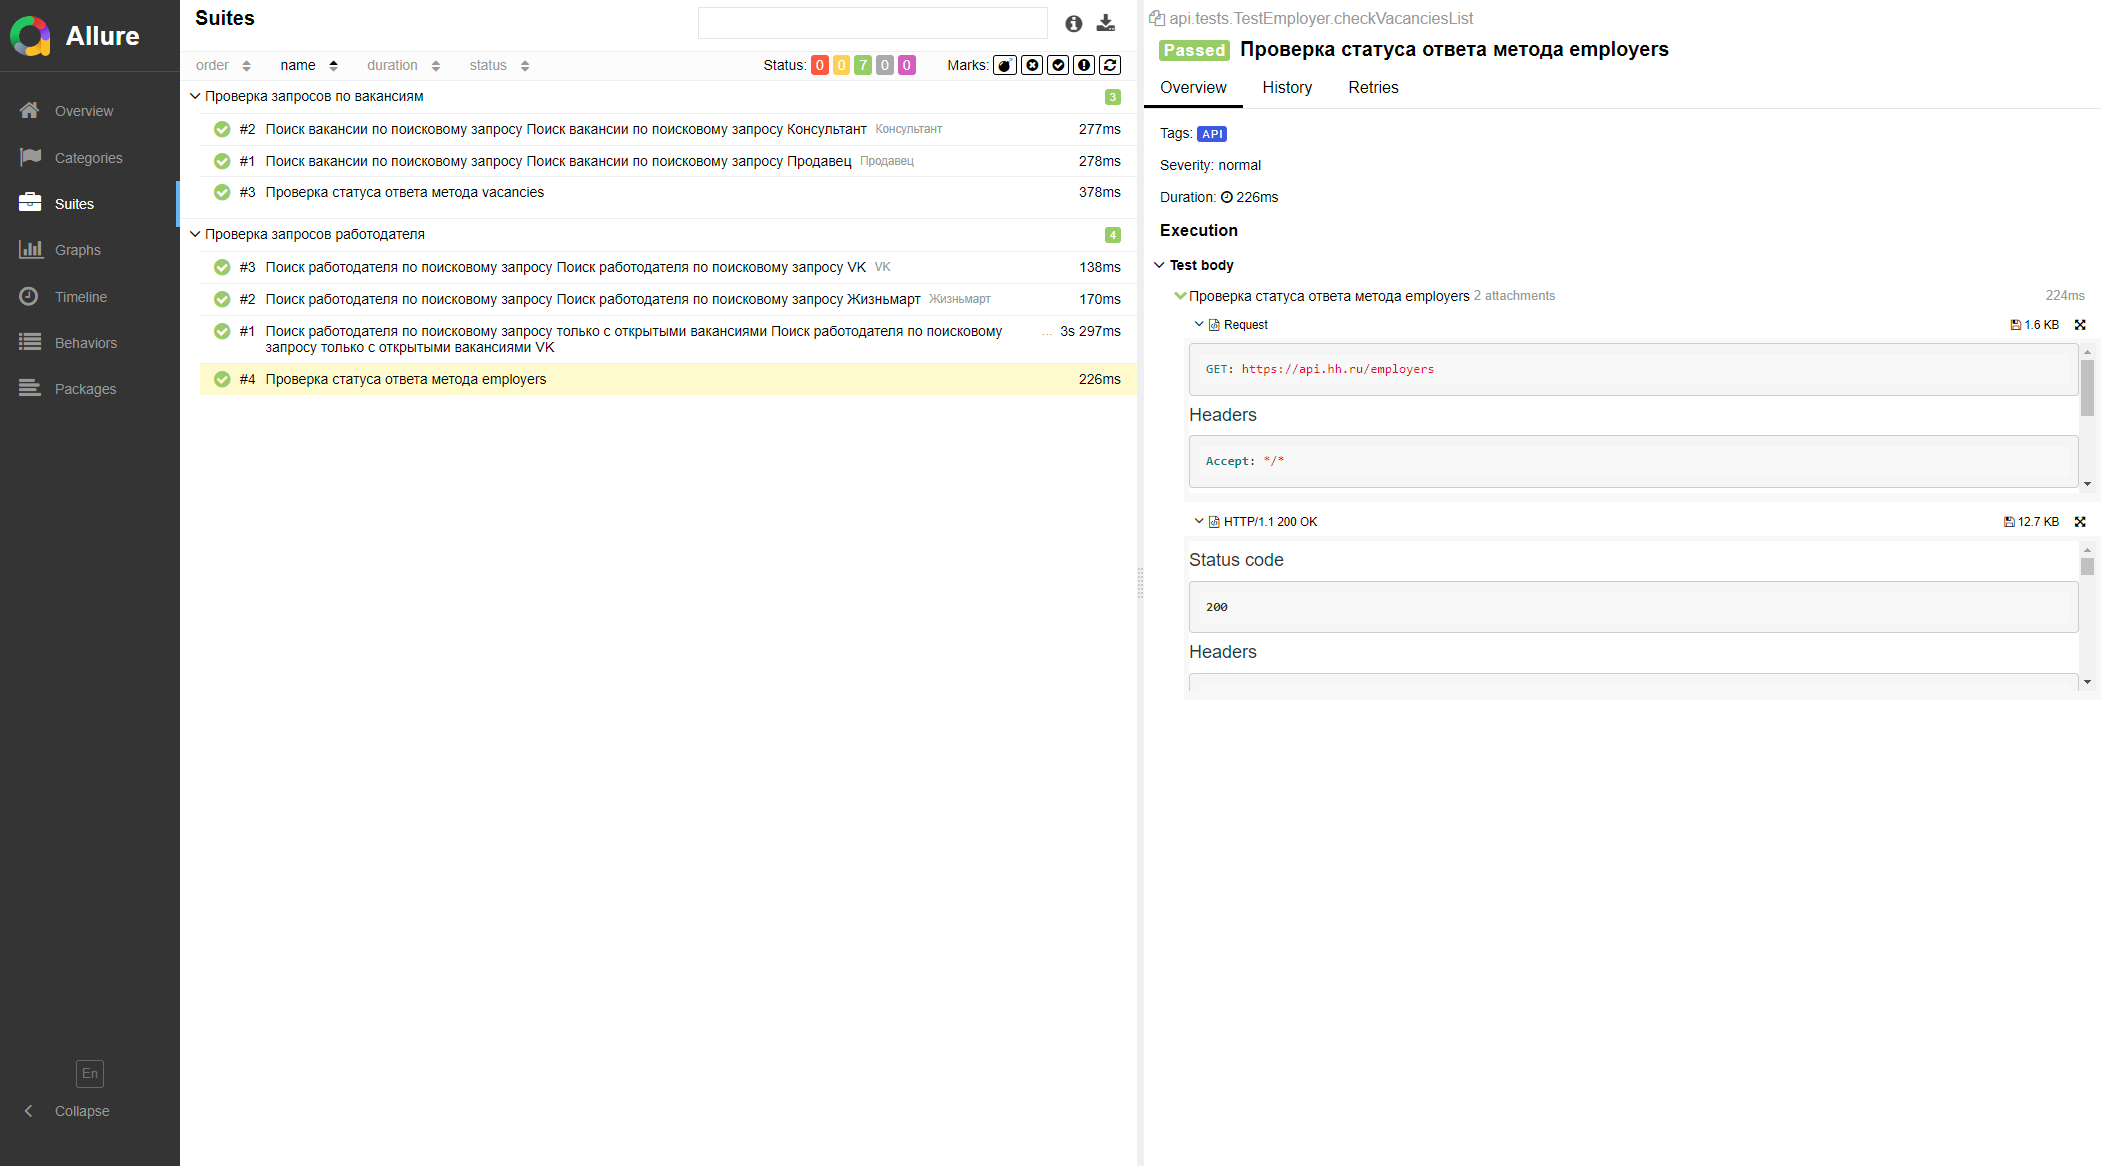 Allure
Overview
Categories
Suites
Graphs
Timeline
Behaviors
Packages
En
Collapse
Suites
order name duration status
Status: 0 0 7 0 0 Marks:
Проверка запросов по вакансиям 3
#2 Поиск вакансии по поисковому запросу Поиск вакансии по поисковому запросу Консультант Консультант 277ms
#1 Поиск вакансии по поисковому запросу Поиск вакансии по поисковому запросу Продавец Продавец 278ms
#3 Проверка статуса ответа метода vacancies 378ms
Проверка запросов работодателя 4
#3 Поиск работодателя по поисковому запросу Поиск работодателя по поисковому запросу VK VK 138ms
#2 Поиск работодателя по поисковому запросу Поиск работодателя по поисковому запросу Жизньмарт Жизньмарт 170ms
#1 Поиск работодателя по поисковому запросу только с открытыми вакансиями Поиск работодателя по поисковому ... 3s 297ms
запросу только с открытыми вакансиями VK
#4 Проверка статуса ответа метода employers 226ms
api.tests.TestEmployer.checkVacanciesList
Passed Проверка статуса ответа метода employers
Overview History Retries
Tags: API
Severity: normal
Duration: 226ms
Execution
Test body
Проверка статуса ответа метода employers 2 attachments 224ms
Request 1.6 KB
GET: https://api.hh.ru/employers
Headers
Accept: */*
HTTP/1.1 200 OK 12.7 KB
Status code
200
Headers